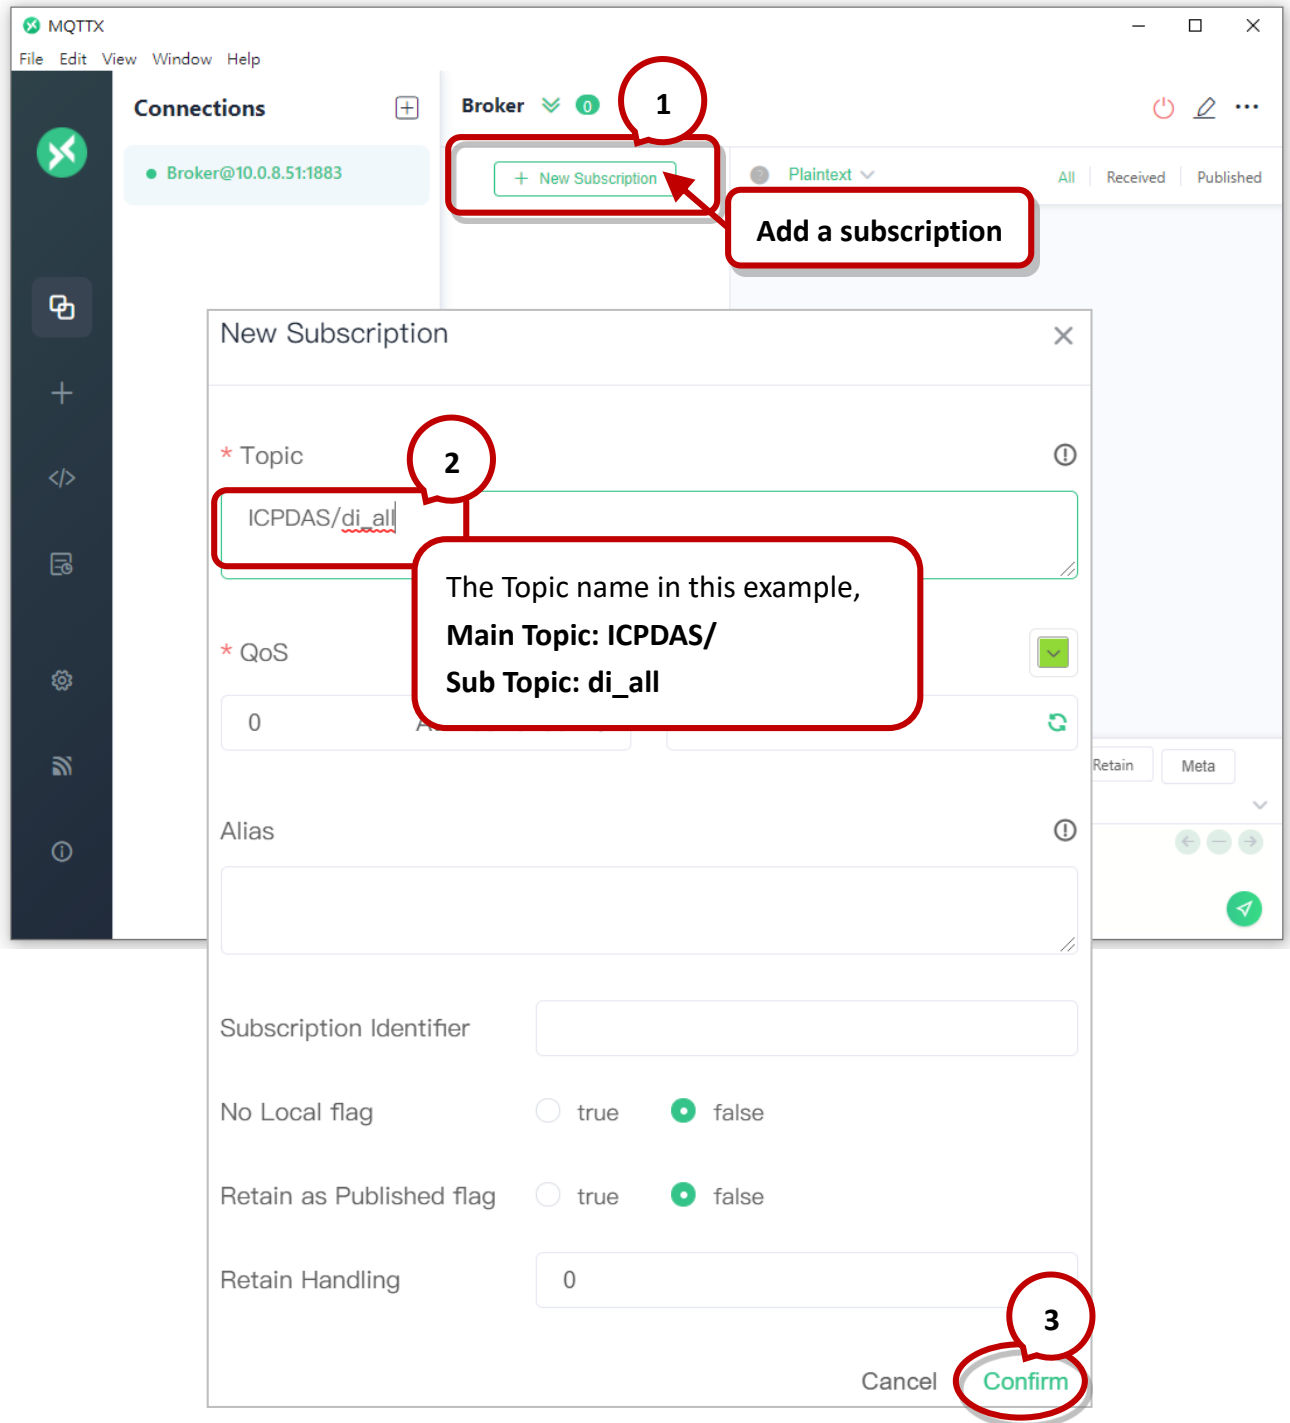 MQTTX
File Edit View Window Help
Connections
Broker 0
1
Broker@10.0.8.51:1883
+ New Subscription
Plaintext
All Received Published
Add a subscription
New Subscription
* Topic
2
ICPDAS/di_all
The Topic name in this example,
Main Topic: ICPDAS/
Sub Topic: di_all
* QoS
0
Retain Meta
Alias
Subscription Identifier
No Local flag true false
Retain as Published flag true false
Retain Handling 0
3
Cancel Confirm